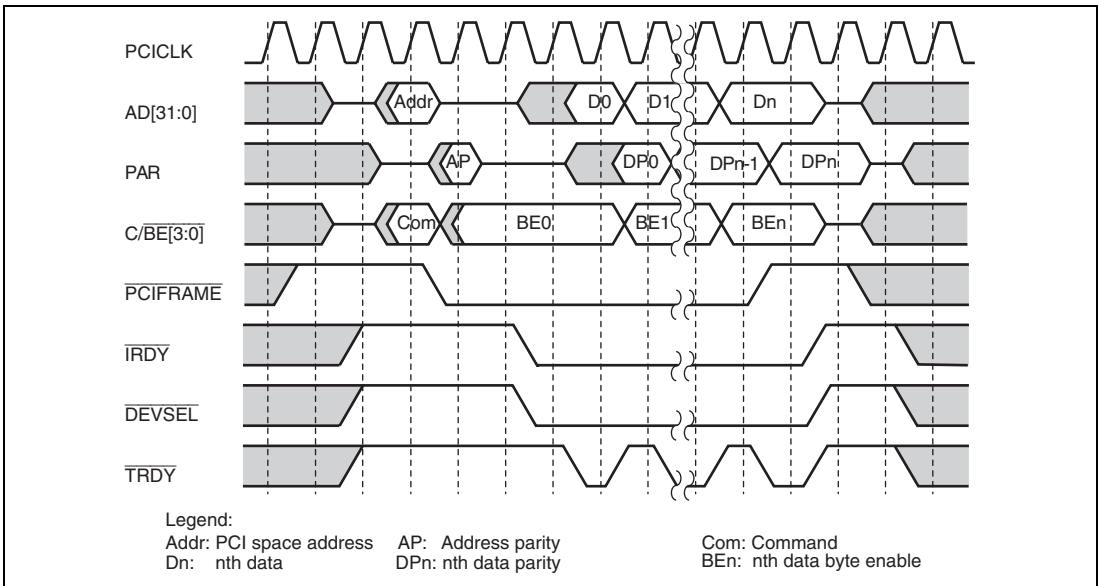 PCICLK
AD[31:0] Addr D0 D1 Dn
PAR AP DP0 DPn-1 DPn
C/BE[3:0] Com BE0 BE1 BEn
PCIFRAME
IRDY
DEVSEL
TRDY
Legend:
Addr: PCI space address AP: Address parity Com: Command
Dn: nth data DPn: nth data parity BEn: nth data byte enable